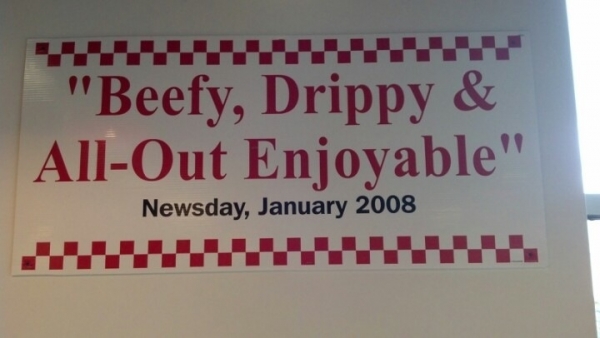 "Beefy, Drippy &
All-Out Enjoyable"
Newsday, January 2008